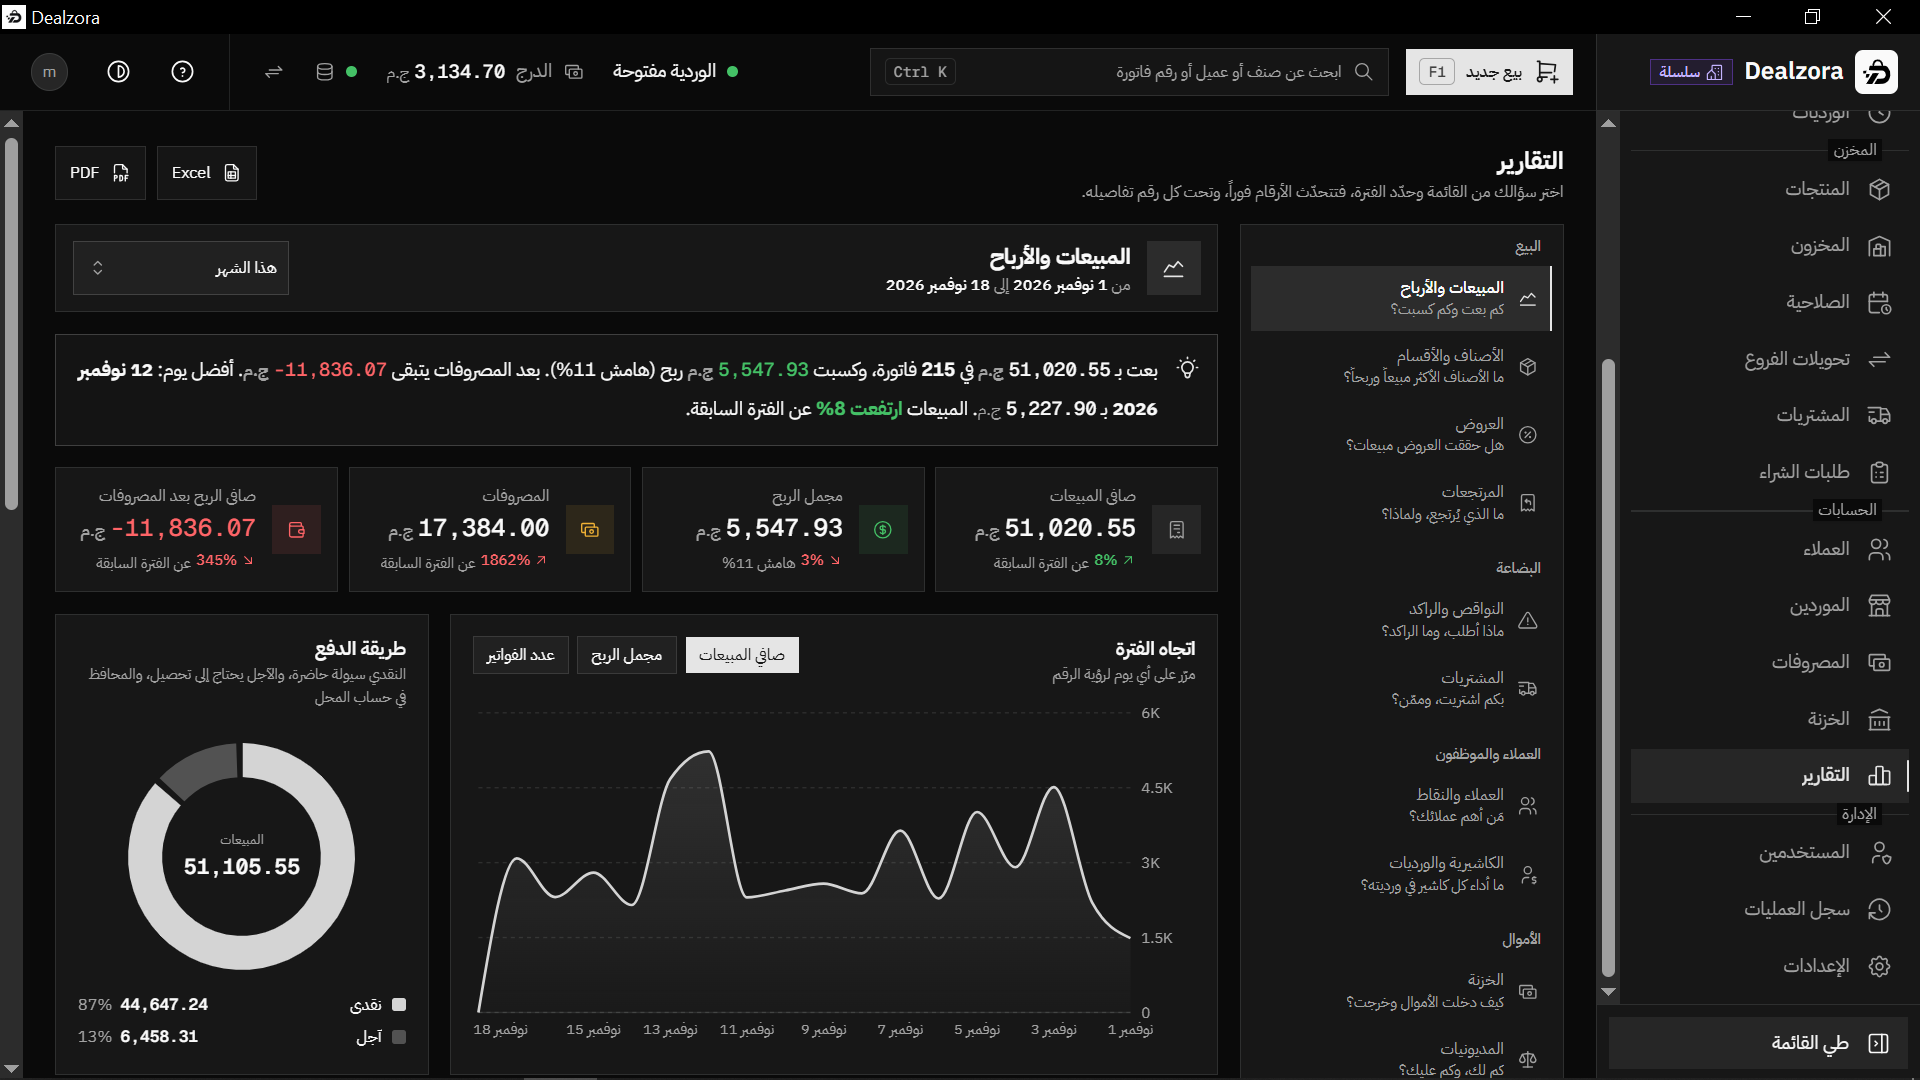 Dealzora
Dealzora
سلسلة
بيع جديد
F1
ابحث عن صنف أو عميل أو رقم فاتورة
Ctrl K
الوردية مفتوحة
الدرج 3,134.70 ج.م
m
الورديات
المخزن
المنتجات
المخزون
الصلاحية
تحويلات الفروع
المشتريات
طلبات الشراء
الحسابات
العملاء
الموردين
المصروفات
الخزنة
التقارير
الإدارة
المستخدمين
سجل العمليات
الإعدادات
طي القائمة
التقارير
اختر سؤالك من القائمة وحدّد الفترة، فتتحدّث الأرقام فوراً، وتحت كل رقم تفاصيله.
Excel
PDF
البيع
المبيعات والأرباح
كم بعت وكم كسبت؟
الأصناف والأقسام
ما الأصناف الأكثر مبيعاً وربحاً؟
العروض
هل حققت العروض مبيعات؟
المرتجعات
ما الذي يُرتجع، ولماذا؟
البضاعة
النواقص والراكد
ماذا أطلب، وما الراكد؟
المشتريات
بكم اشتريت، وممّن؟
العملاء والموظفون
العملاء والنقاط
مَن أهم عملائك؟
الكاشيرية والورديات
ما أداء كل كاشير في ورديته؟
الأموال
الخزنة
كيف دخلت الأموال وخرجت؟
المديونيات
كم لك، وكم عليك؟
المبيعات والأرباح
من 1 نوفمبر 2026 إلى 18 نوفمبر 2026
هذا الشهر
بعت بـ 51,020.55 ج.م في 215 فاتورة، وكسبت 5,547.93 ج.م ربح (هامش 11%). بعد المصروفات يتبقى -11,836.07 ج.م. أفضل يوم: 12 نوفمبر
2026 بـ 5,227.90 ج.م. المبيعات ارتفعت 8% عن الفترة السابقة.
صافي المبيعات
51,020.55 ج.م
8% عن الفترة السابقة
مجمل الربح
5,547.93 ج.م
3% هامش 11%
المصروفات
17,384.00 ج.م
1862% عن الفترة السابقة
صافي الربح بعد المصروفات
-11,836.07 ج.م
345% عن الفترة السابقة
اتجاه الفترة
مرّر على أي يوم لرؤية الرقم
صافي المبيعات
مجمل الربح
عدد الفواتير
6K
4.5K
3K
1.5K
0
1 نوفمبر
3 نوفمبر
5 نوفمبر
7 نوفمبر
9 نوفمبر
11 نوفمبر
13 نوفمبر
15 نوفمبر
18 نوفمبر
طريقة الدفع
النقدي سيولة حاضرة، والآجل يحتاج إلى تحصيل، والمحافظ
في حساب المحل
المبيعات
51,105.55
نقدي 44,647.24 87%
آجل 6,458.31 13%